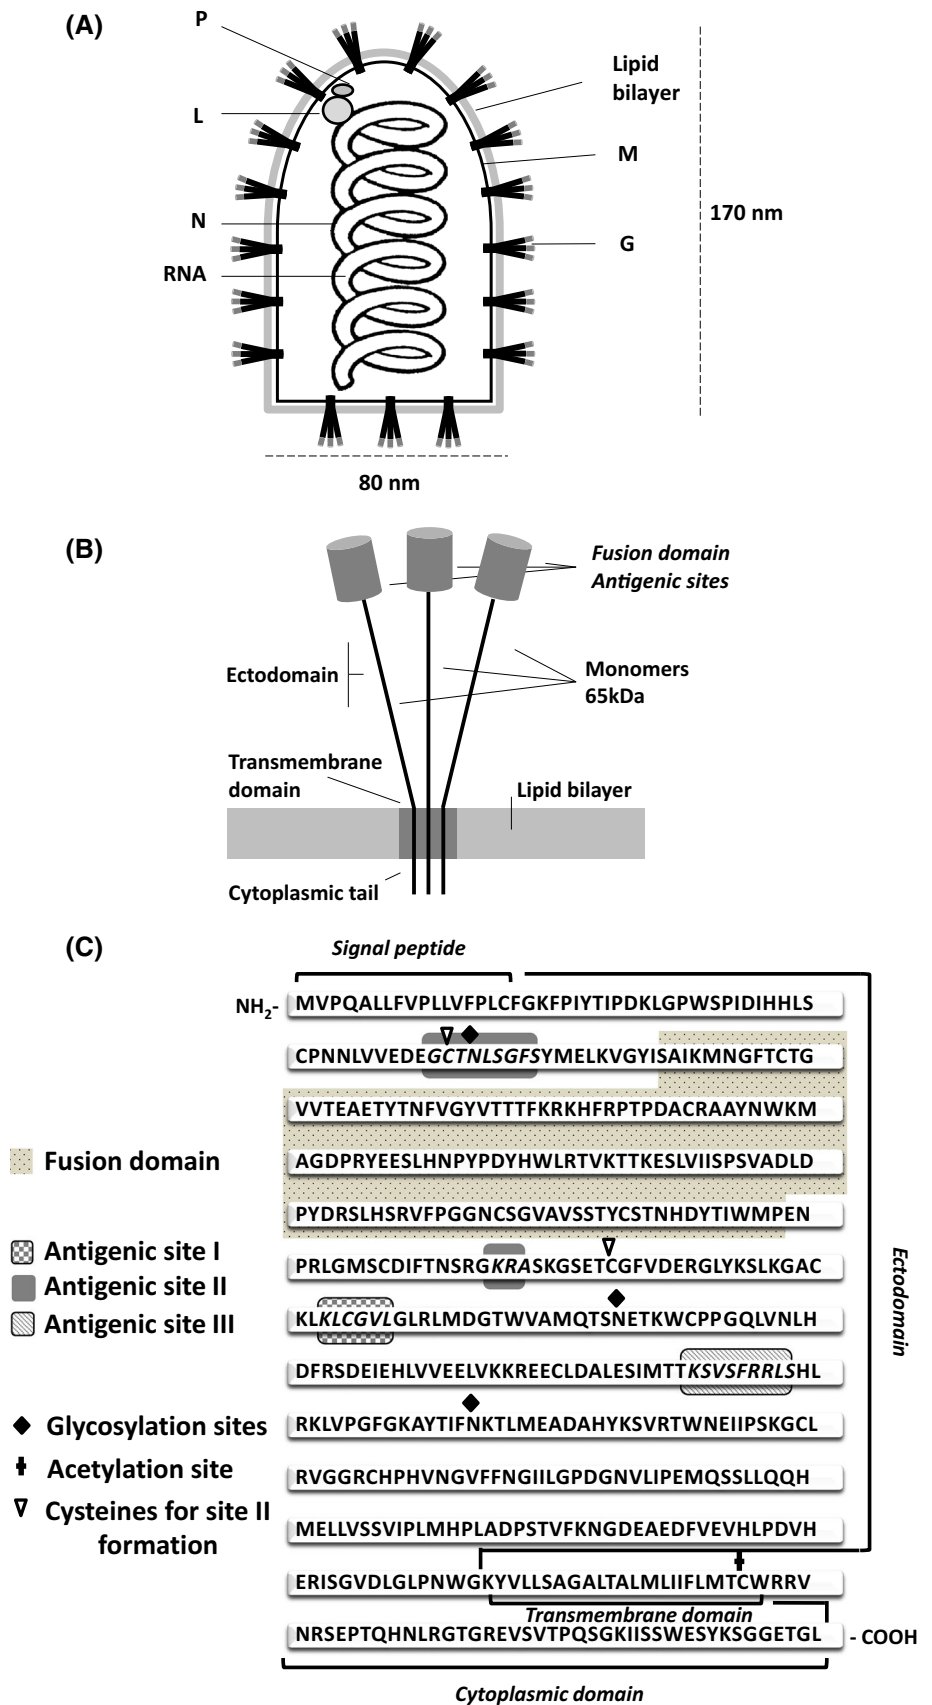 (A)
P
L
N
RNA
Lipid
bilayer
M
G
170 nm
80 nm
(B)
Fusion domain
Antigenic sites
Ectodomain
Monomers
65kDa
Transmembrane
domain
Lipid bilayer
Cytoplasmic tail
(C)
Signal peptide
NH2- MVPQALLFVPLLVFPLCFGKFPIYTIPDKLGPWSPIDIHHLS
CPNNLVVEDEGCTNLSGFSYMELKVGYISAIKMNGFTCTG
VVTEAETYTNFVGYVTTTFKRKHFRPTPDACRAAYNWKM
AGDPRYEESLHNPYPDYHWLRTVKTTKESLVIISPSVADLD
PYDRSLHSRVFPGGNCSGVAVSSTYCSTNHDYTIWMPEN
PRLGMSCDIFTNSRGKRASKGSETCGFVDERGLYKSLKGAC
KLKLCGVLGLRLMDGTWVAMQTSNETKWCPPGQLVNLH
DFRSDEIEHLVVEELVKKREECLDALESIMTTKSVSFRRLSHL
RKLVPGFGKAYTIFNKTLMEADAHYKSVRTWNEIIPSKGCL
RVGGRCHPHVNGVFFNGIILGPDGNVLIPEMQSSLLQQH
MELLVSSVIPLMHPLADPSTVFKNGDEAEDFVEVHLPDVH
ERISGVDLGLPNWGKYVLLSAGALTALMLIIFLMTCWRRV
Transmembrane domain
NRSEPTQHNLRGTGREVSVTPQSGKIISSWESYKSGGETGL - COOH
Cytoplasmic domain
Ectodomain
Fusion domain
Antigenic site I
Antigenic site II
Antigenic site III
Glycosylation sites
Acetylation site
Cysteines for site II
formation